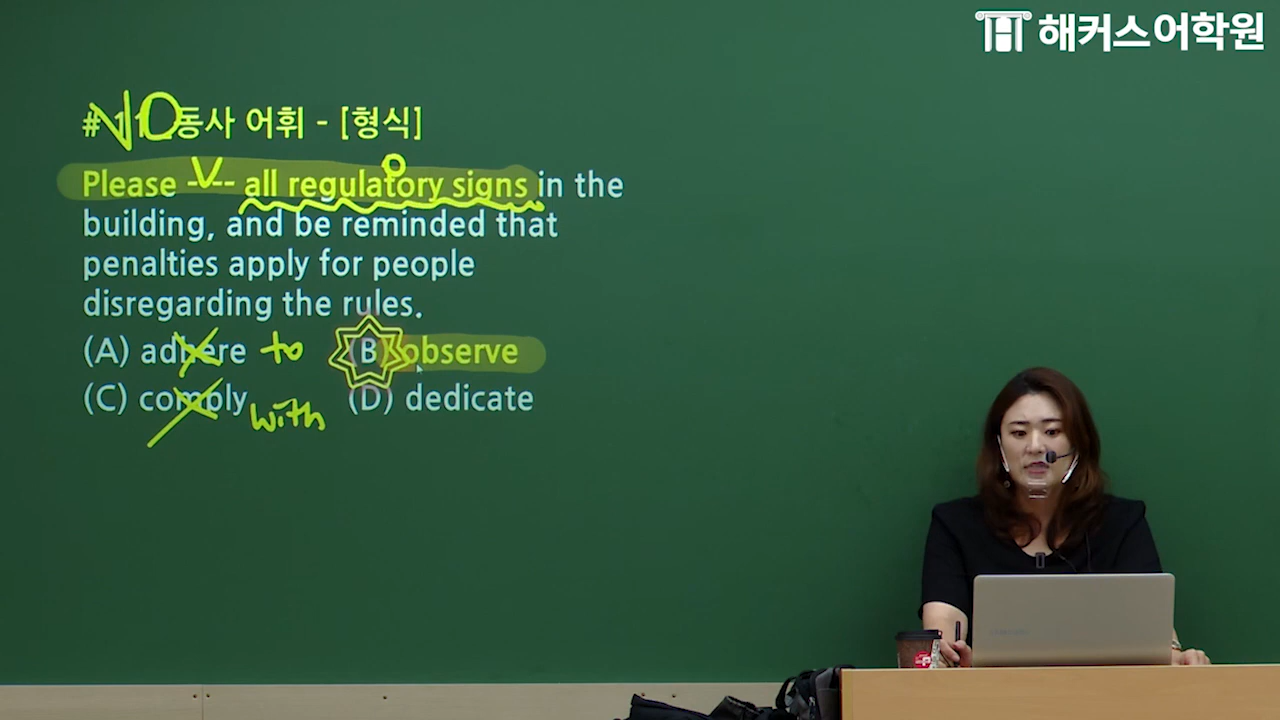 해커스어학원
# 동사 어휘 - [형식]
V O
Please ---- all regulatory signs in the
building, and be reminded that
penalties apply for people
disregarding the rules.
(A) adhere to (B) observe
(C) comply with (D) dedicate